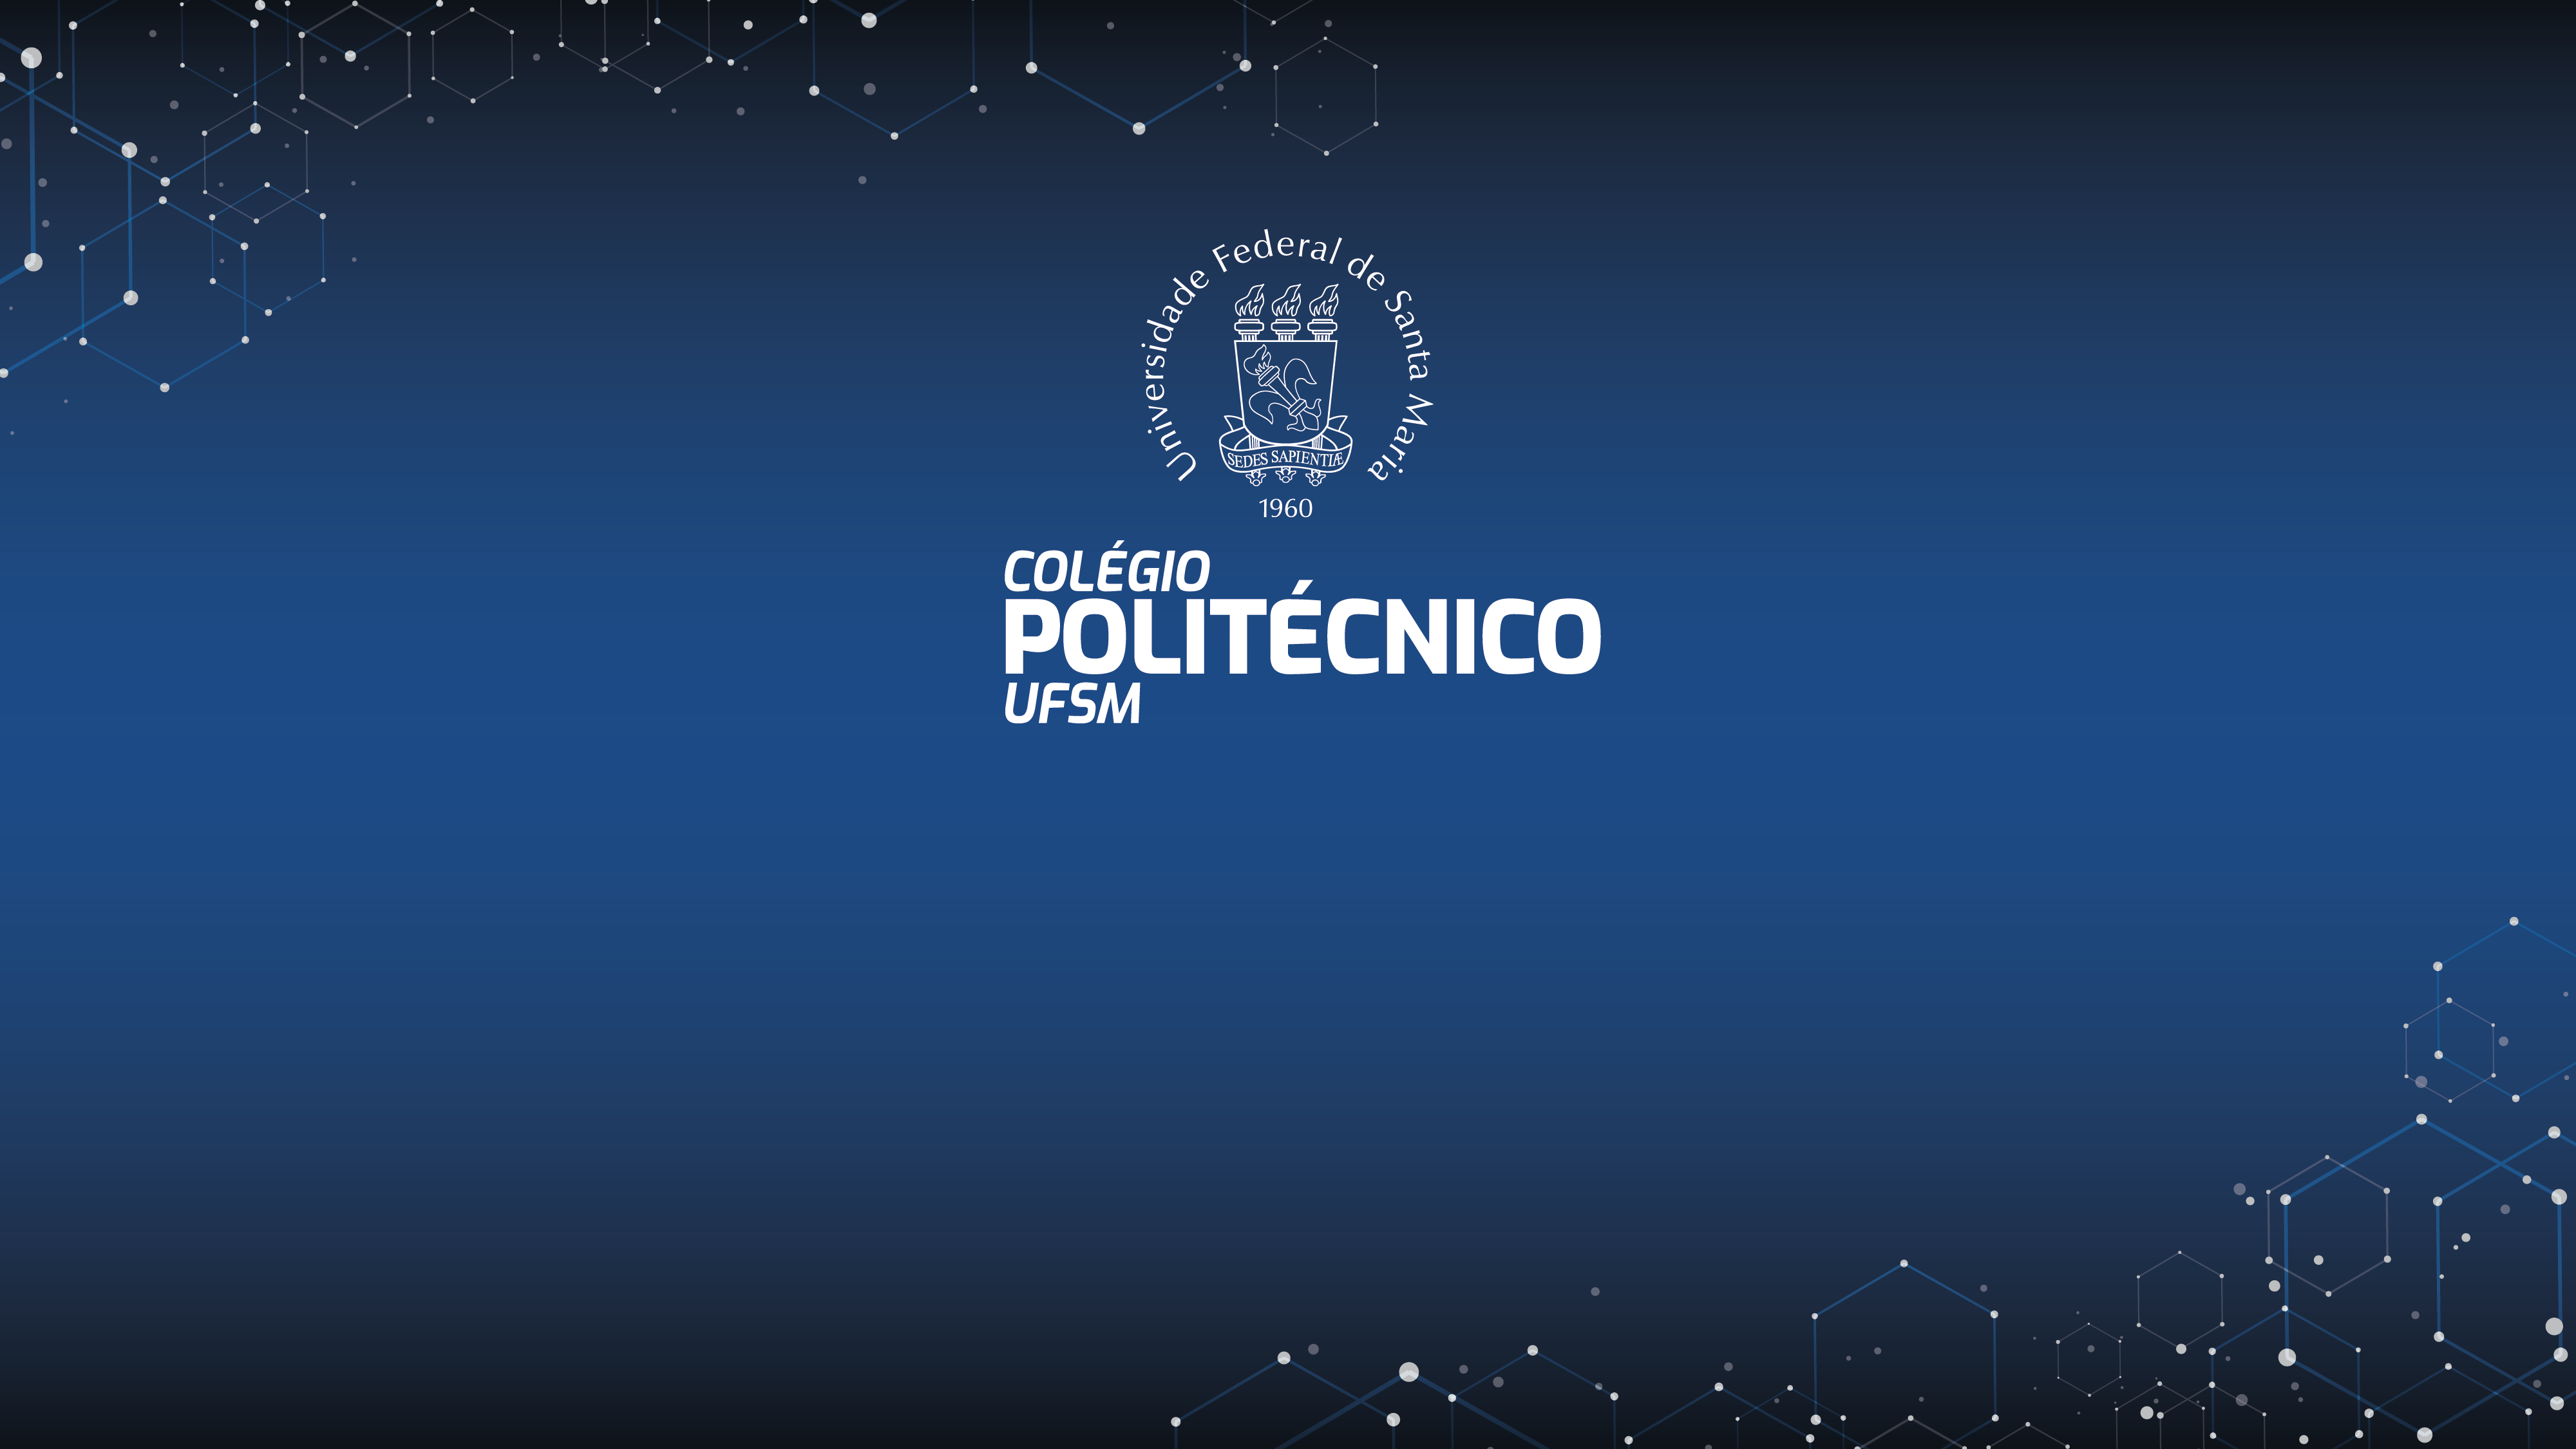 Universidade Federal de Santa Maria
SEDES SAPIENTIÆ
1960
COLÉGIO
POLITÉCNICO
UFSM